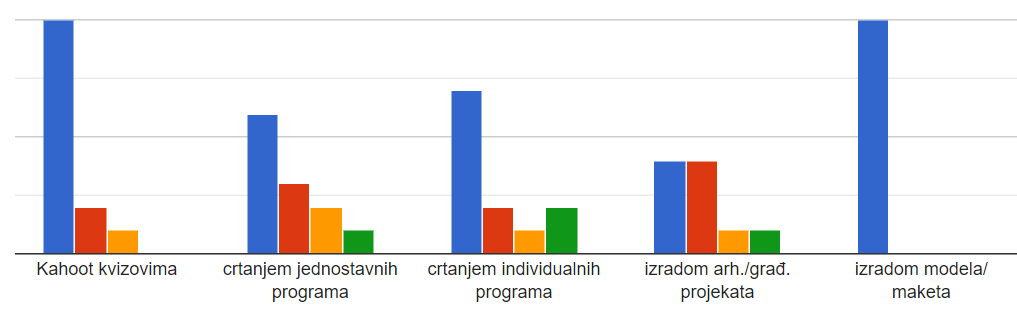 Kahoot kvizovima
crtanjem jednostavnih
programa
crtanjem individualnih
programa
izradom arh./građ.
projekata
izradom modela/
maketa